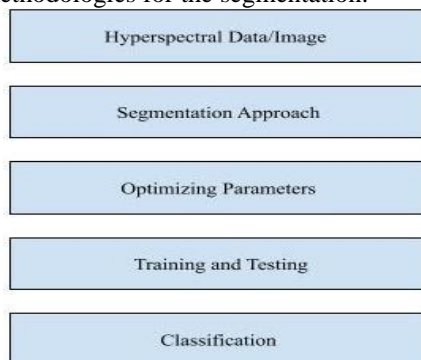 methodologies for the segmentation.
Hyperspectral Data/Image
Segmentation Approach
Optimizing Parameters
Training and Testing
Classification